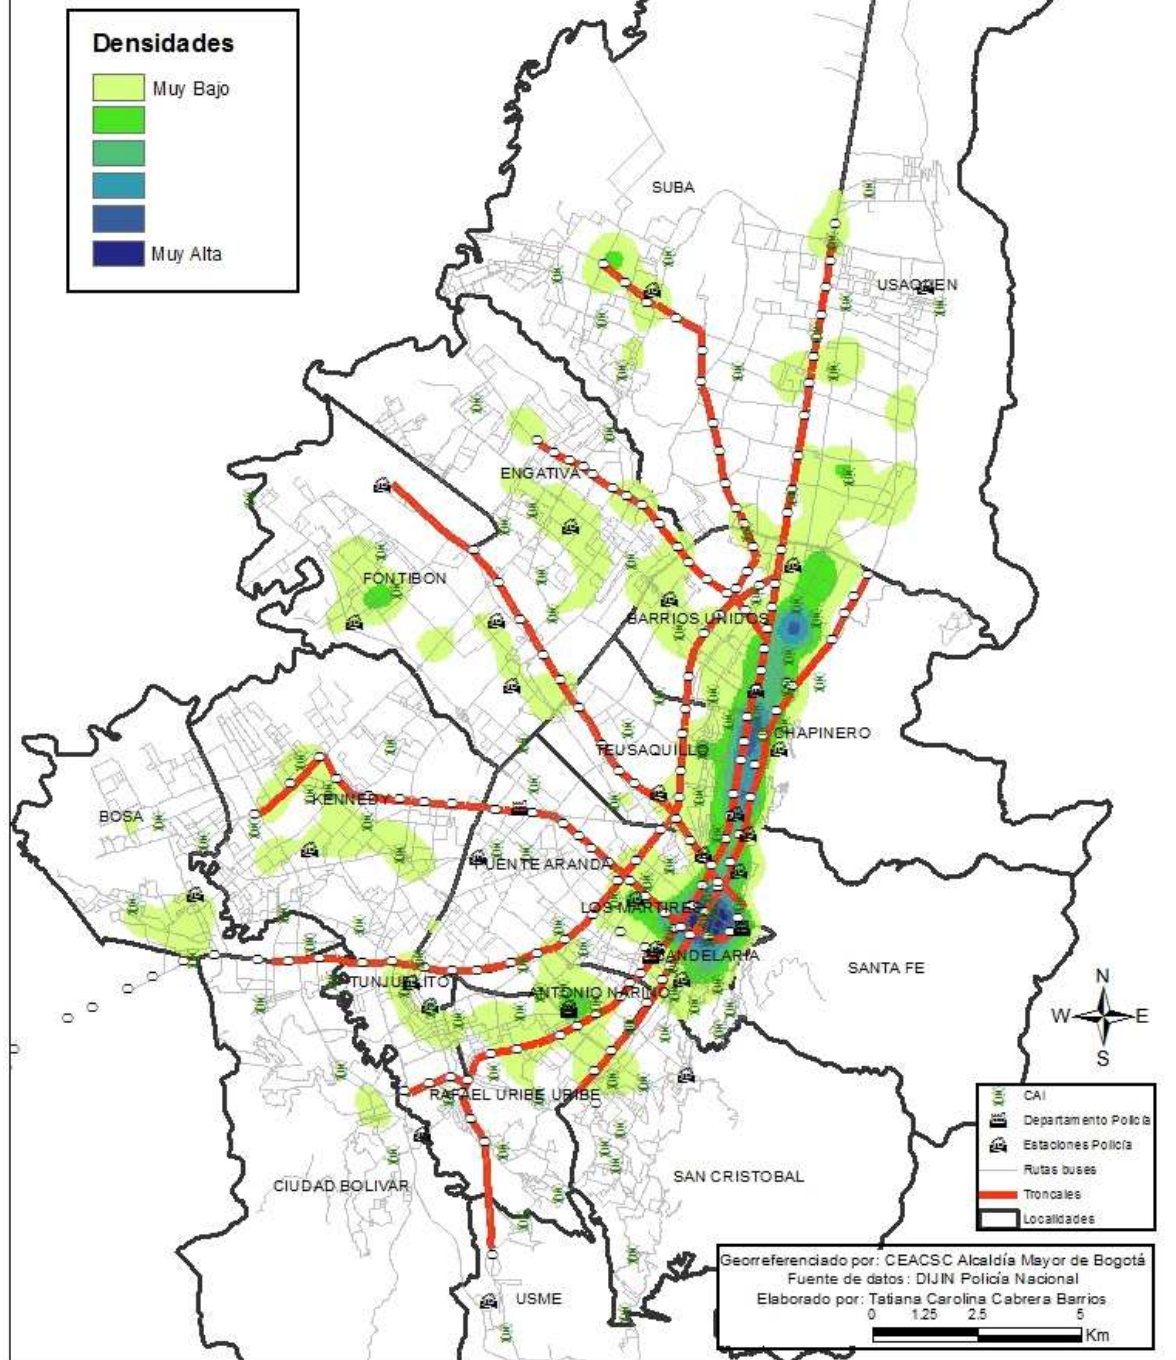 Densidades
Muy Bajo
Muy Alta
SUBA
USAQUEN
ENGATIVA
FONTIBON
BARRIOS UNIDOS
CHAPINERO
TEUSAQUILLO
KENNEDY
BOSA
PUENTE ARANDA
LOS MARTIRES
CANDELARIA
SANTA FE
TUNJUELITO
ANTONIO NARIÑO
RAFAEL URIBE URIBE
SAN CRISTOBAL
CIUDAD BOLIVAR
USME
N
W E
S
CAI
Departamento Policía
Estaciones Policía
Rutas buses
Troncales
Localidades
Georreferenciado por: CEACSC Alcaldía Mayor de Bogotá
Fuente de datos: DIJIN Policía Nacional
Elaborado por: Tatiana Carolina Cabrera Barrios
0 1.25 2.5 5
Km